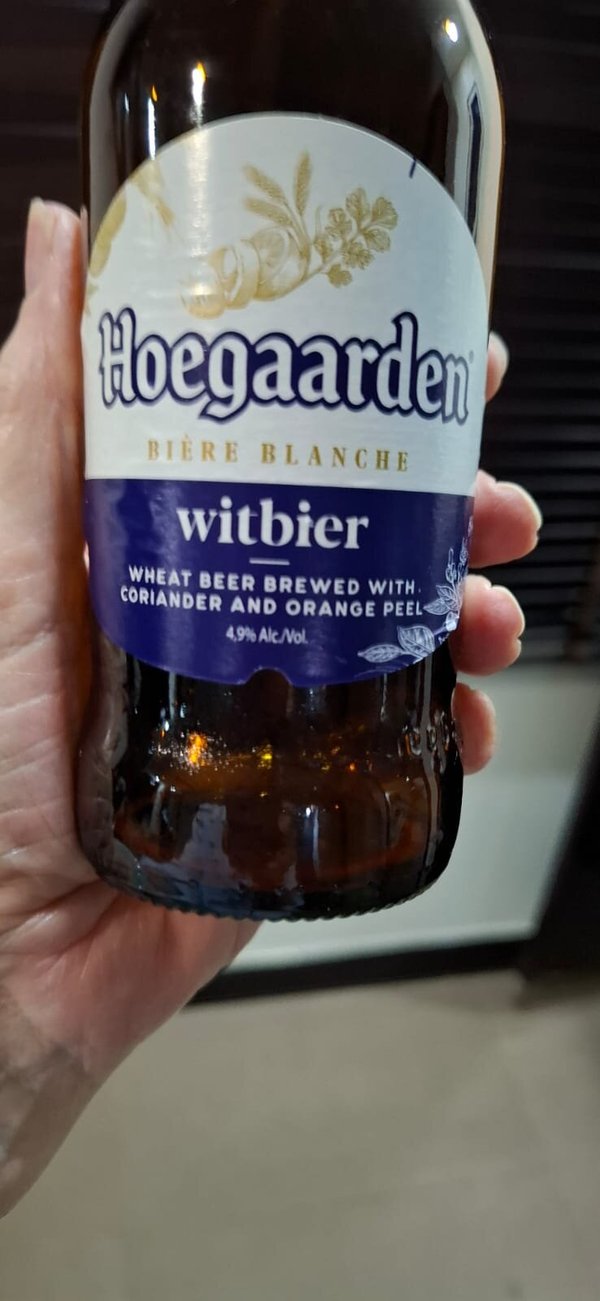 Hoegaarden
BIÈRE BLANCHE
witbier
WHEAT BEER BREWED WITH
CORIANDER AND ORANGE PEEL
4,9% Alc./Vol.